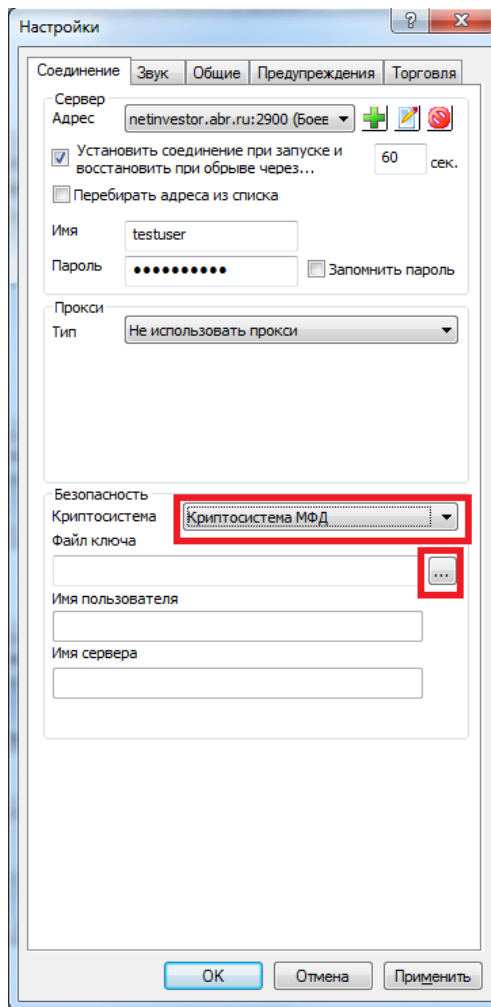 Настройки
Соединение Звук Общие Предупреждения Торговля
Сервер
Адрес netinvestor.abr.ru:2900 (Боев
Установить соединение при запуске и
восстановить при обрыве через... 60 сек.
Перебирать адреса из списка
Имя testuser
Пароль ●●●●●●●●●● Запомнить пароль
Прокси
Тип Не использовать прокси
Безопасность
Криптосистема Криптосистема МФД
Файл ключа
...
Имя пользователя
Имя сервера
OK Отмена Применить